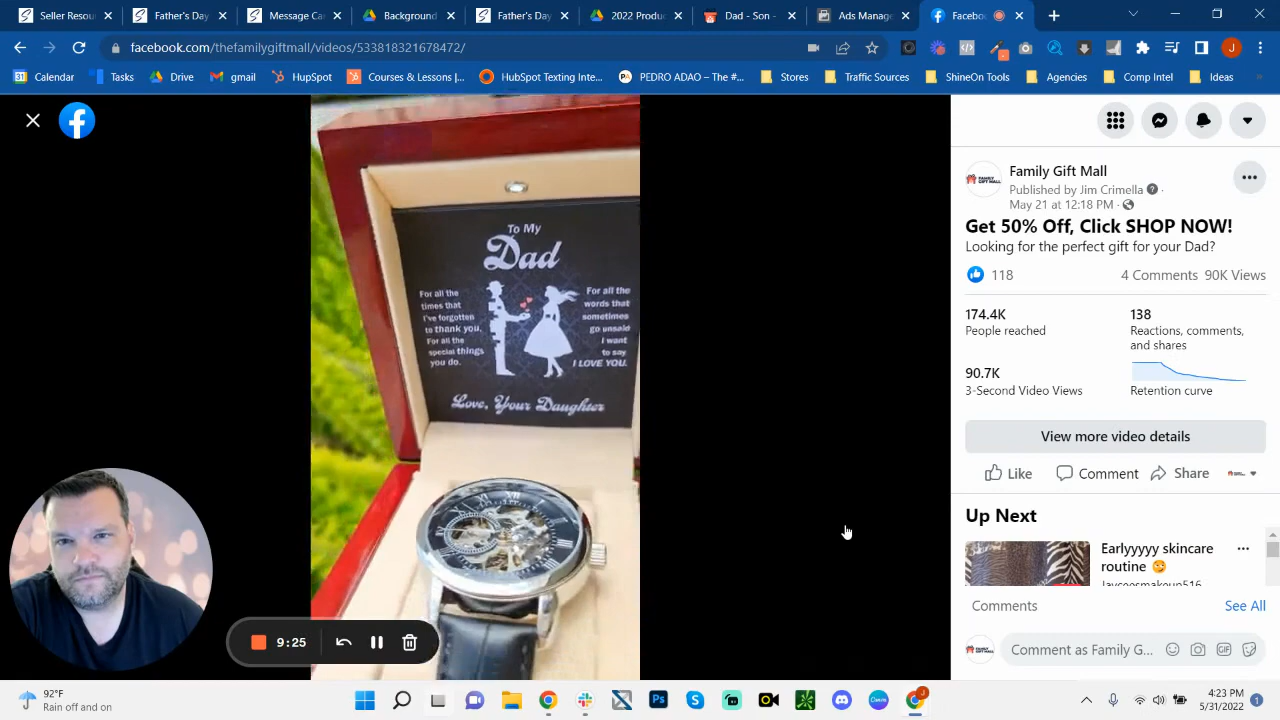 Seller Resou
Father's Day
Message Ca
Background
Father's Day
2022 Produc
Dad - Son -
Ads Manage
Facebo
facebook.com/thefamilygiftmall/videos/533818321678472/
J
Calendar
Tasks
Drive
gmail
HupSpot
Courses & Lessons |...
HubSpot Texting Inte...
PEDRO ADAO – The #...
Stores
Traffic Sources
ShineOn Tools
Agencies
Comp Intel
Ideas
To My
Dad
For all the
times that
I've forgotten
to thank you.
For all the
special things
you do.
For all the
words that
sometimes
go unsaid
I want
to say
I LOVE YOU.
Love, Your Daughter
XII
9:25
Family Gift Mall
Published by Jim Crimella
May 21 at 12:18 PM ·
Get 50% Off, Click SHOP NOW!
Looking for the perfect gift for your Dad?
118
4 Comments 90K Views
174.4K
People reached
138
Reactions, comments,
and shares
90.7K
3-Second Video Views
Retention curve
View more video details
Like
Comment
Share
Up Next
Earlyyyyy skincare
routine
Jayceesmakeup516
Comments
See All
Comment as Family G...
GIF
92°F
Rain off and on
4:23 PM
5/31/2022